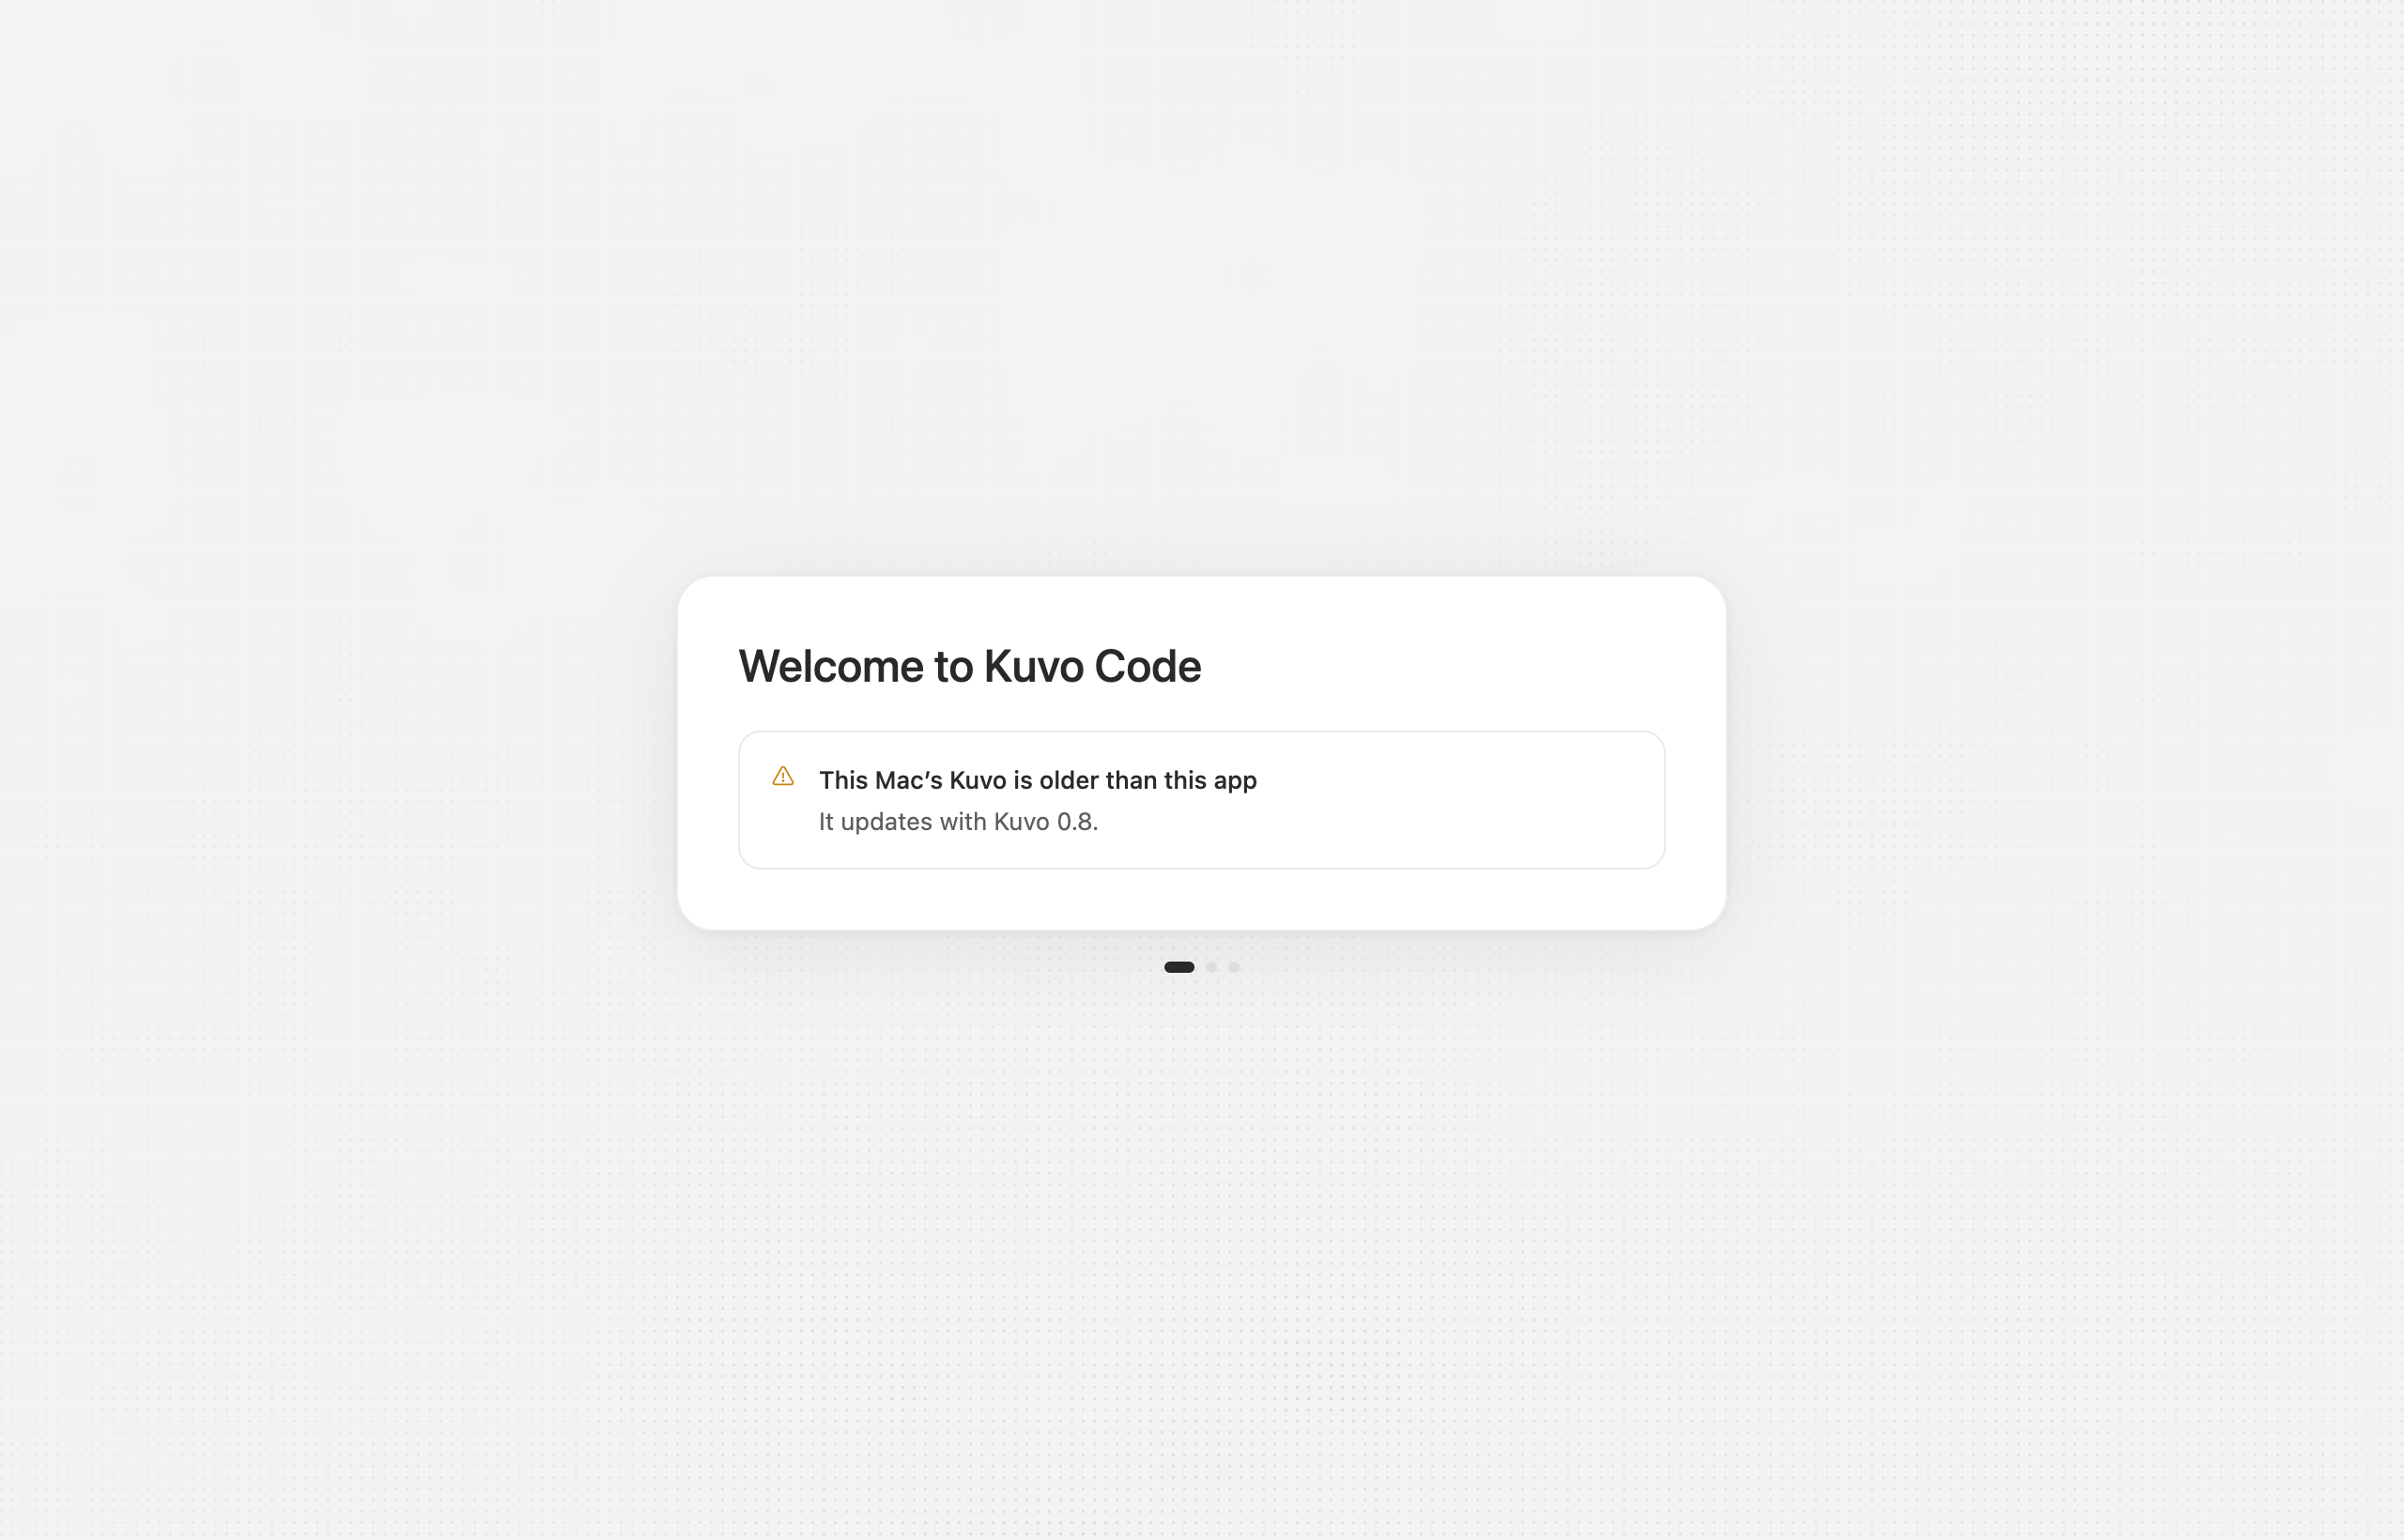 Welcome to Kuvo Code
This Mac’s Kuvo is older than this app
It updates with Kuvo 0.8.